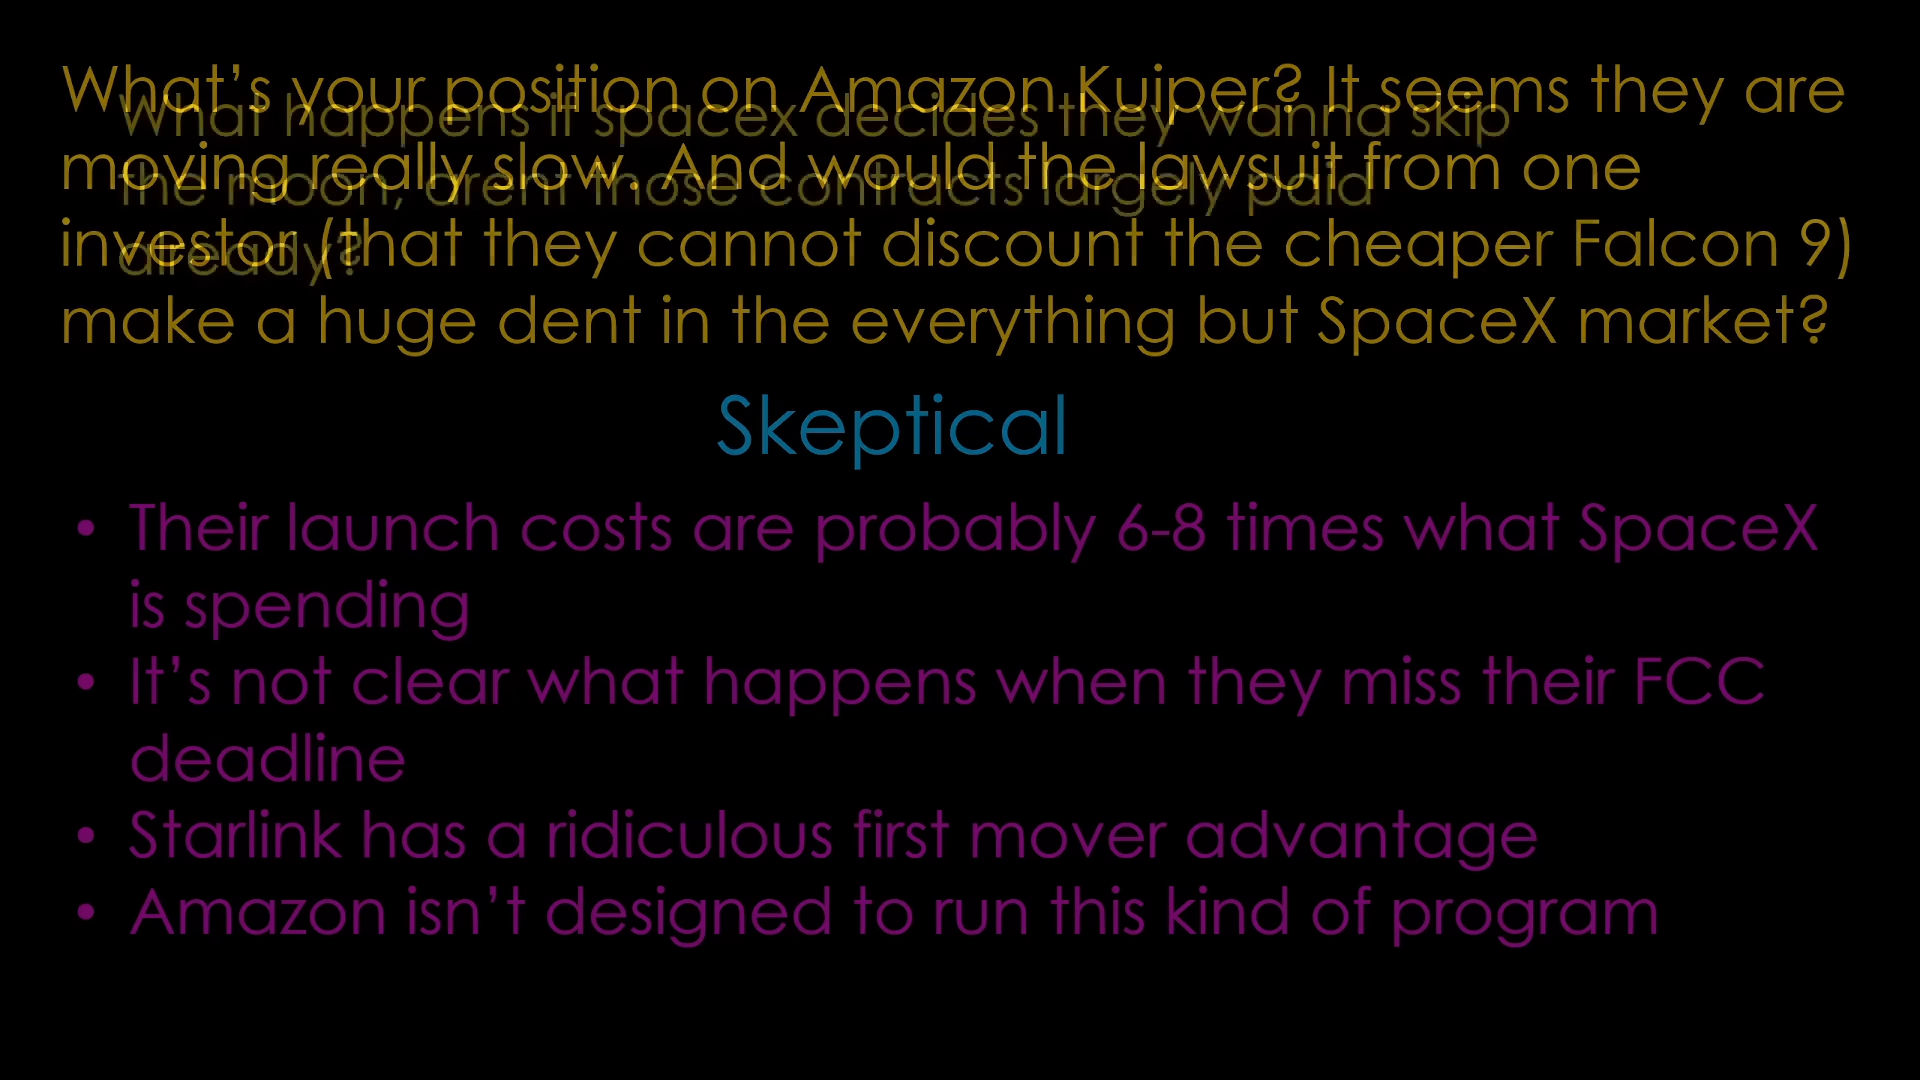 What's your position on Amazon Kuiper? It seems they are
moving really slow. And would the lawsuit from one
investor (that they cannot discount the cheaper Falcon 9)
make a huge dent in the everything but SpaceX market?
What happens if spacex decides they wanna skip
the moon, arent those contracts largely paid
already?
Skeptical
• Their launch costs are probably 6-8 times what SpaceX
is spending
• It's not clear what happens when they miss their FCC
deadline
• Starlink has a ridiculous first mover advantage
• Amazon isn't designed to run this kind of program